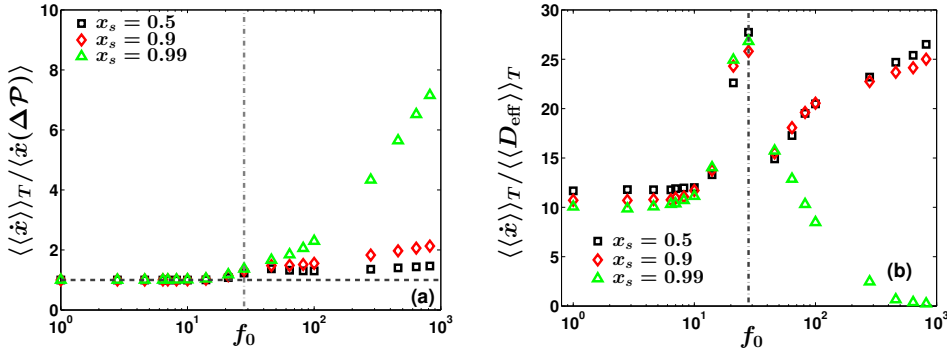 ⟨⟨ẋ⟩⟩_T/⟨ẋ(ΔP)⟩
10
8
6
4
2
0
x_s = 0.5
x_s = 0.9
x_s = 0.99
(a)
10^0
10^1
10^2
10^3
f_0
⟨⟨ẋ⟩⟩_T/⟨⟨D_eff⟩⟩_T
30
25
20
15
10
5
0
x_s = 0.5
x_s = 0.9
x_s = 0.99
(b)
10^0
10^1
10^2
10^3
f_0